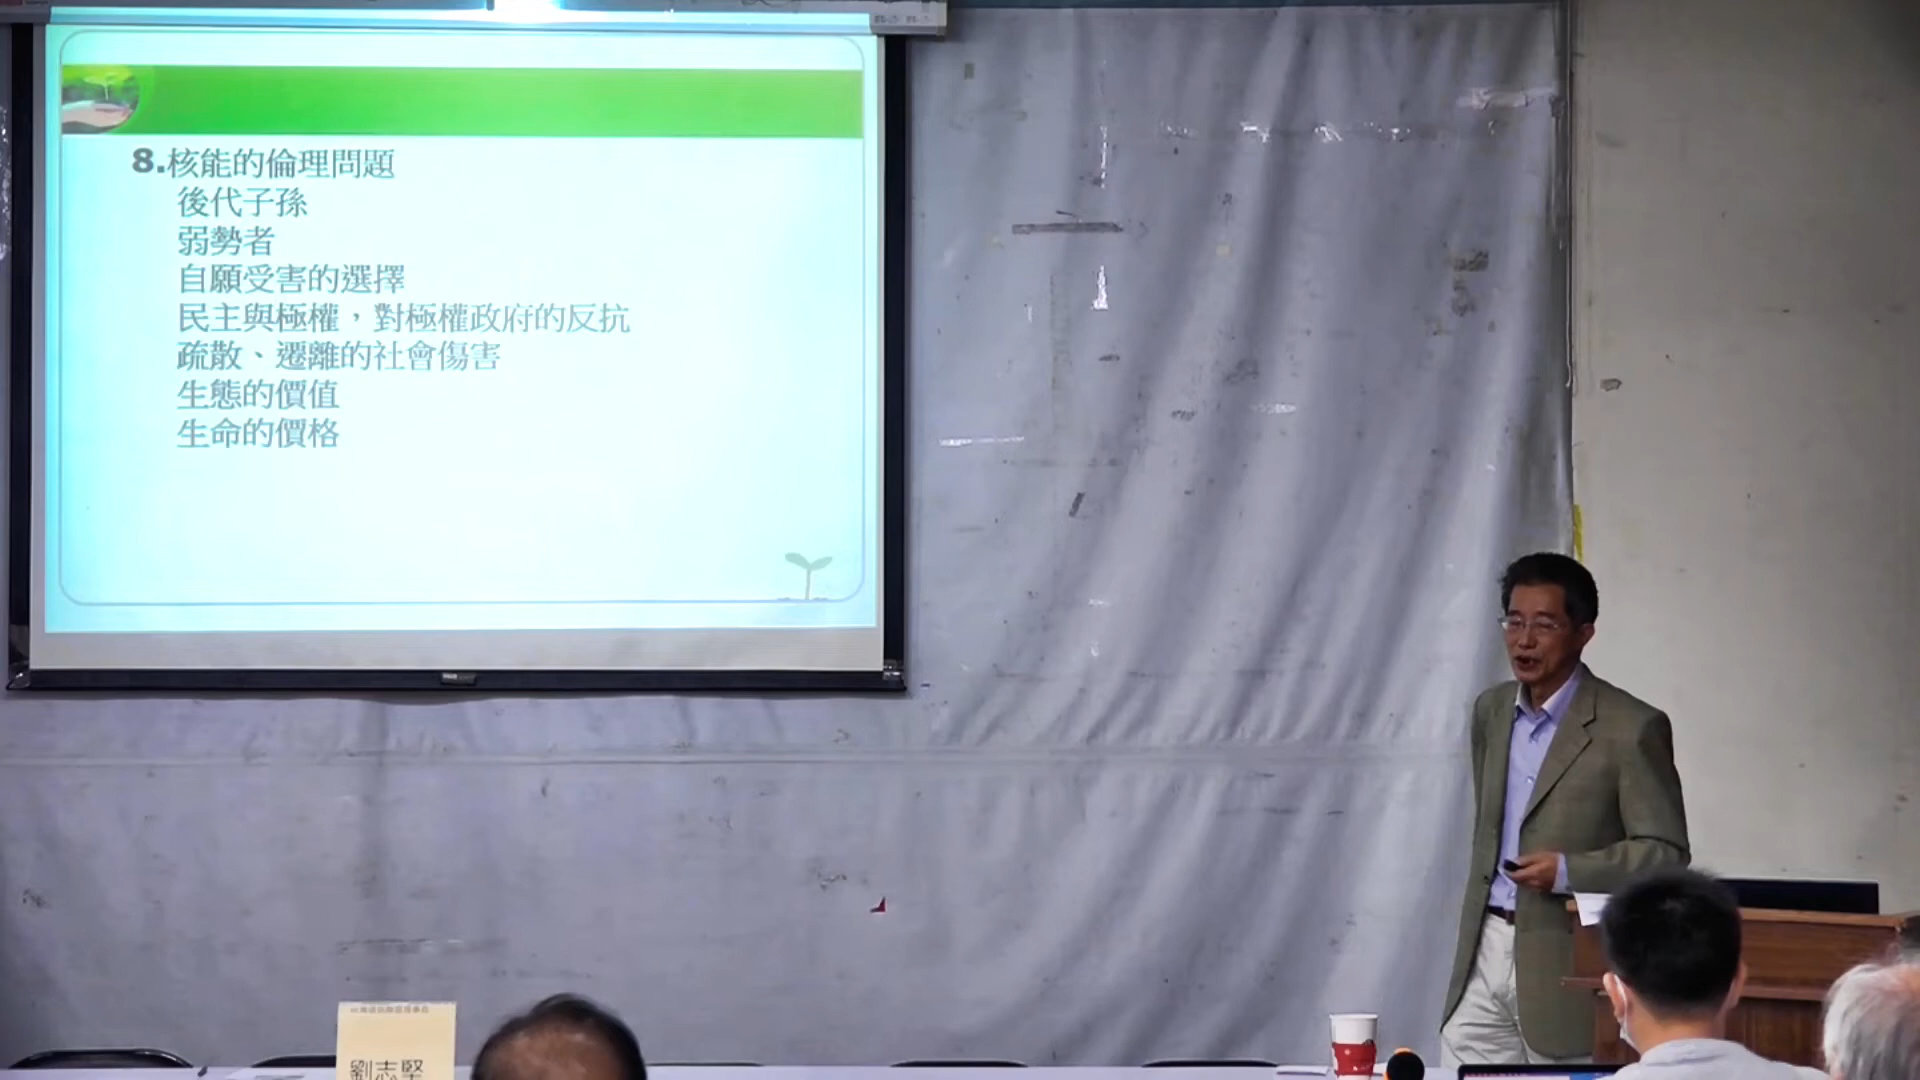 8.核能的倫理問題
後代子孫
弱勢者
自願受害的選擇
民主與極權，對極權政府的反抗
疏散、遷離的社會傷害
生態的價值
生命的價格
劉志堅